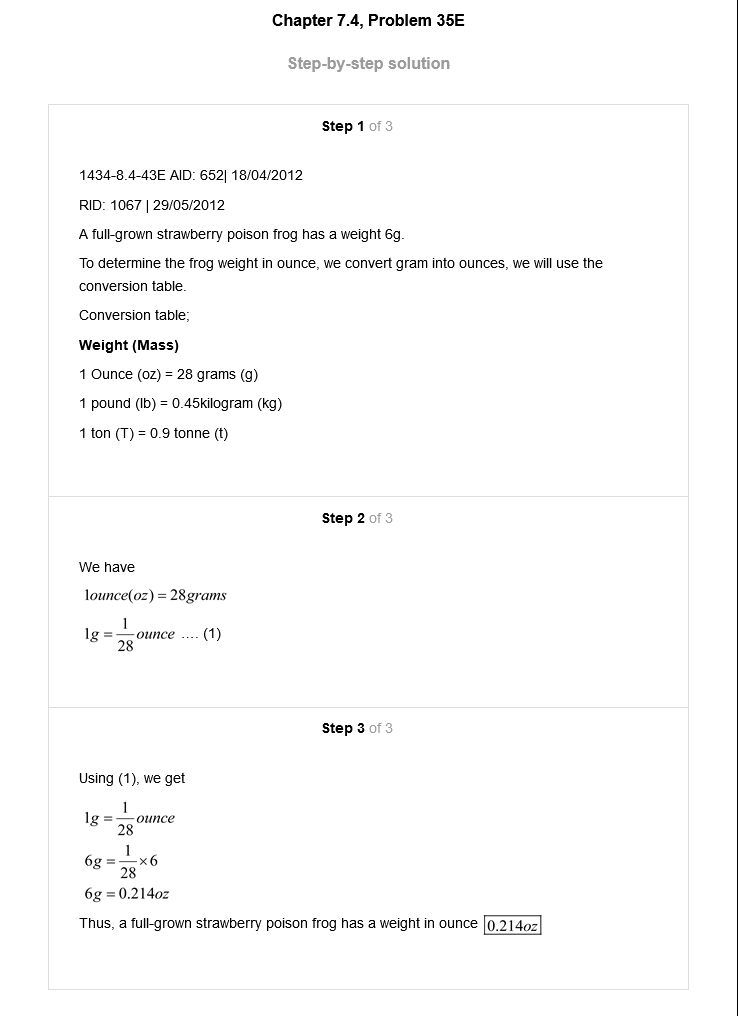 Chapter 7.4, Problem 35E
Step-by-step solution
Step 1 of 3
1434-8.4-43E AID: 652| 18/04/2012
RID: 1067 | 29/05/2012
A full-grown strawberry poison frog has a weight 6g.
To determine the frog weight in ounce, we convert gram into ounces, we will use the
conversion table.
Conversion table;
Weight (Mass)
1 Ounce (oz) = 28 grams (g)
1 pound (lb) = 0.45kilogram (kg)
1 ton (T) = 0.9 tonne (t)
Step 2 of 3
We have
1ounce(oz) = 28grams
1g = 1/28 ounce .... (1)
Step 3 of 3
Using (1), we get
1g = 1/28 ounce
6g = 1/28 ×6
6g = 0.214oz
Thus, a full-grown strawberry poison frog has a weight in ounce 0.214oz